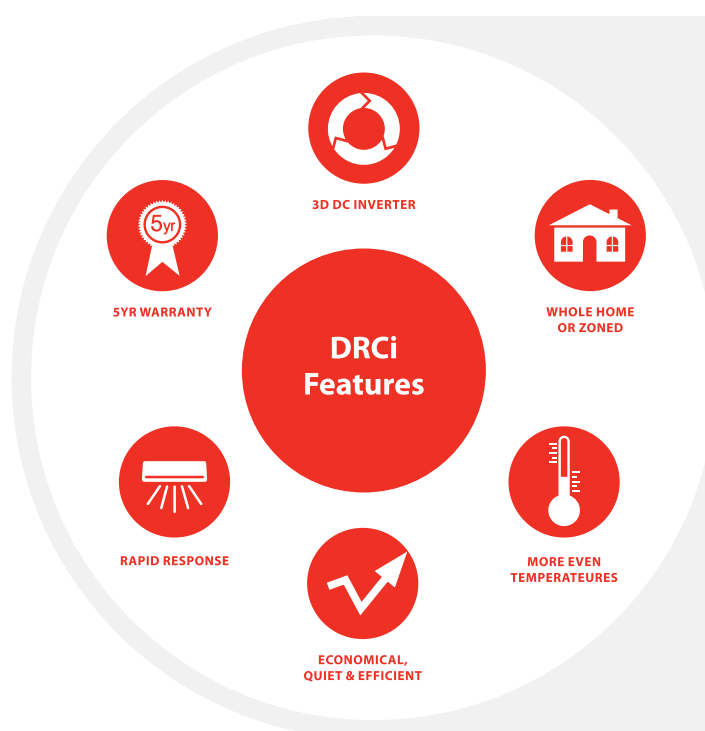 3D DC INVERTER
5yr
5YR WARRANTY
WHOLE HOME
OR ZONED
DRCi
Features
RAPID RESPONSE
MORE EVEN
TEMPERATEURES
ECONOMICAL,
QUIET & EFFICIENT